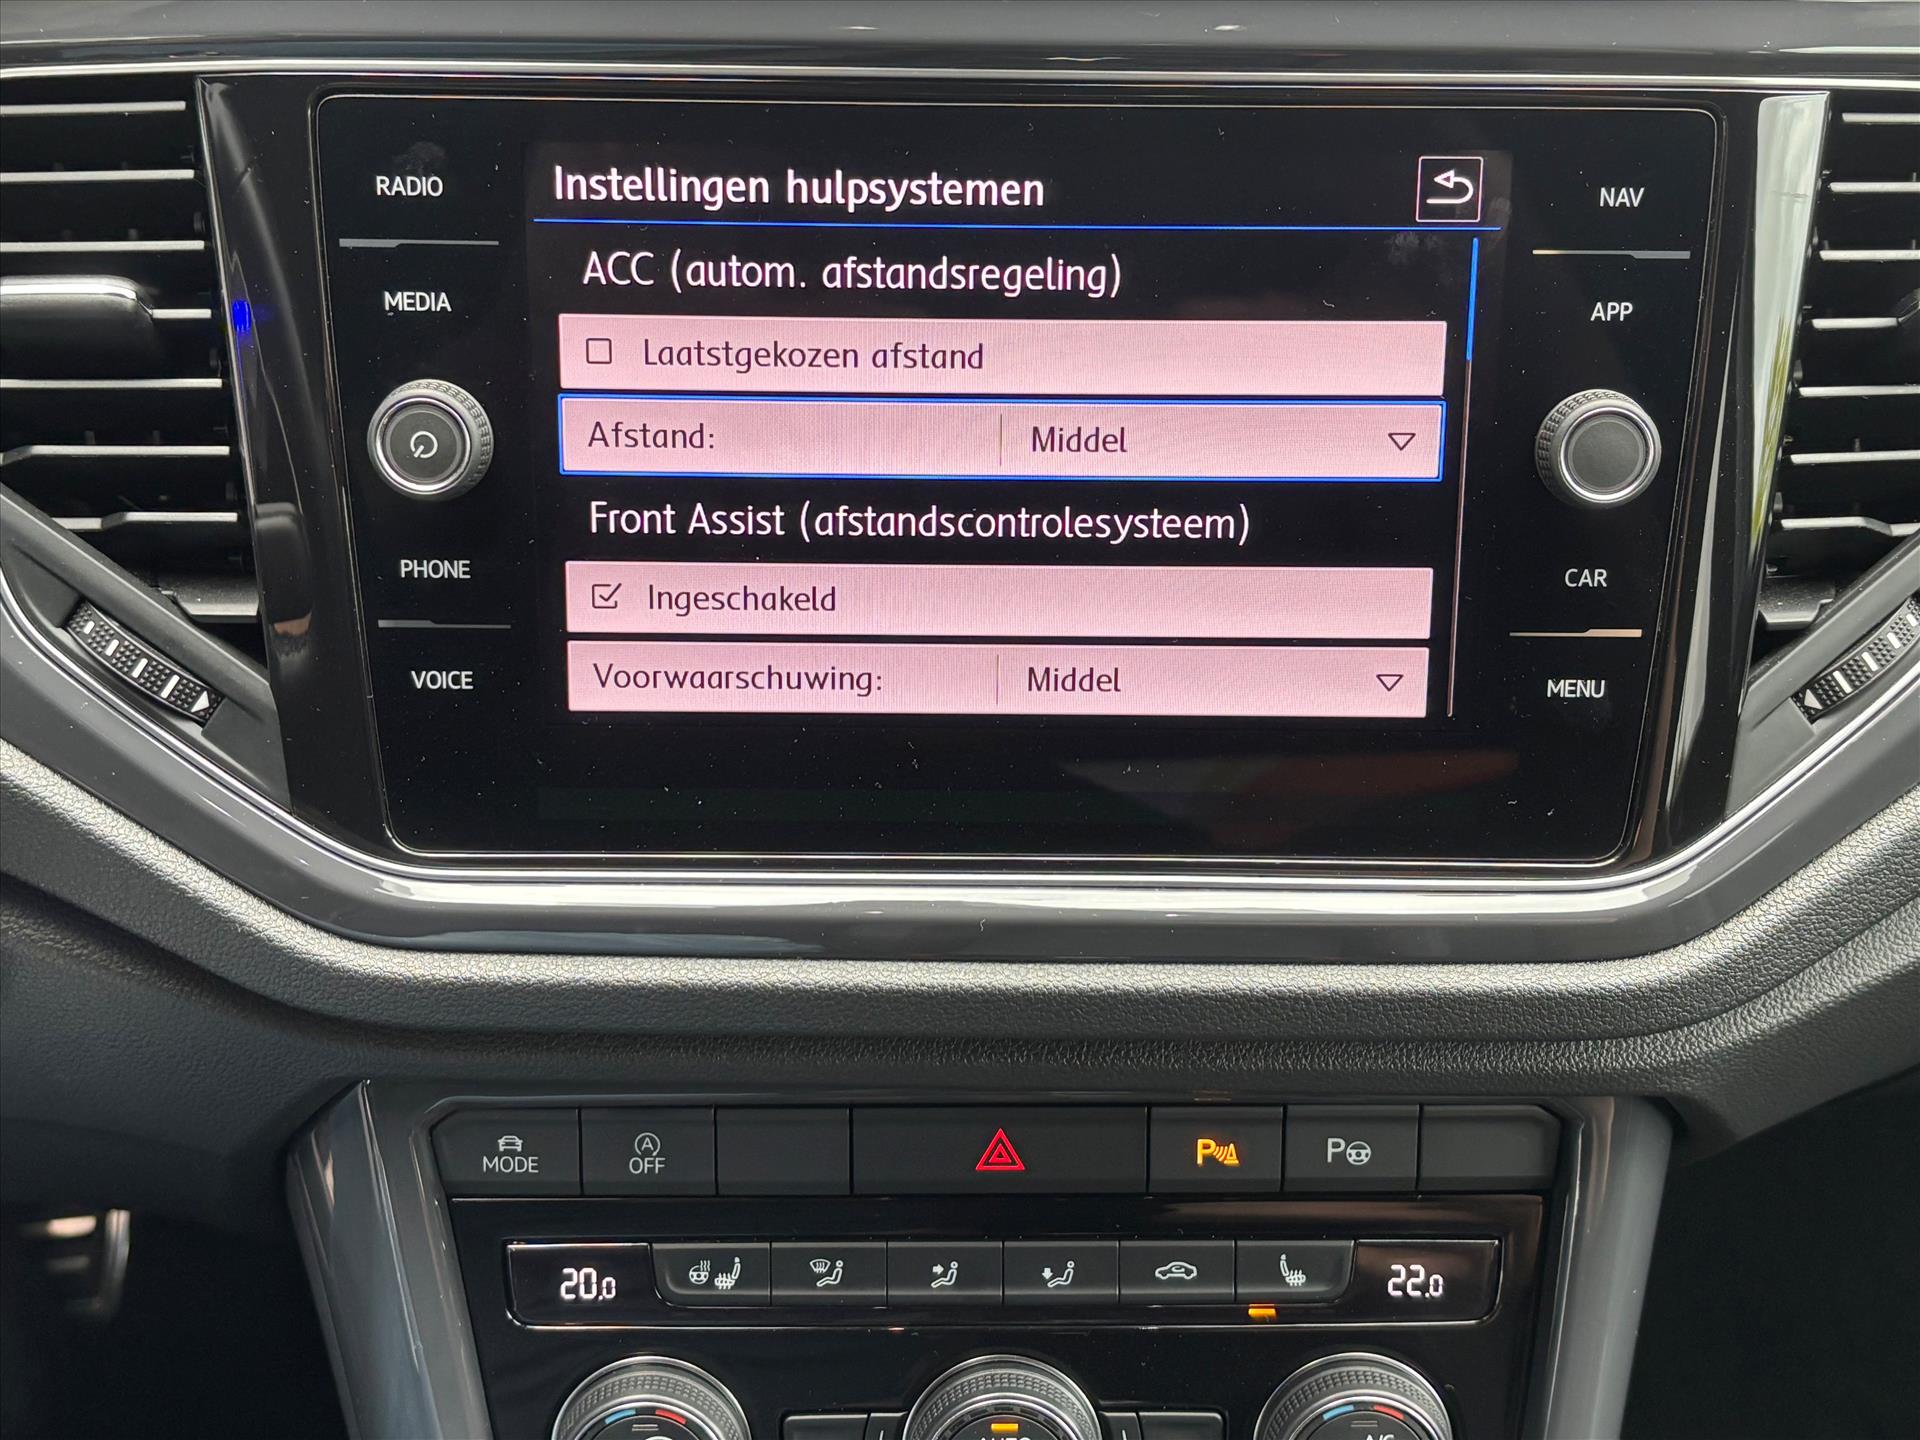 Instellingen hulpsystemen
ACC (autom. afstandsregeling)
Laatstgekozen afstand
Afstand: Middel
Front Assist (afstandscontrolesysteem)
Ingeschakeld
Voorwaarschuwing: Middel
RADIO
MEDIA
PHONE
VOICE
NAV
APP
CAR
MENU
MODE
A
OFF
P
P
20.0
22.0
AUTO
A/C